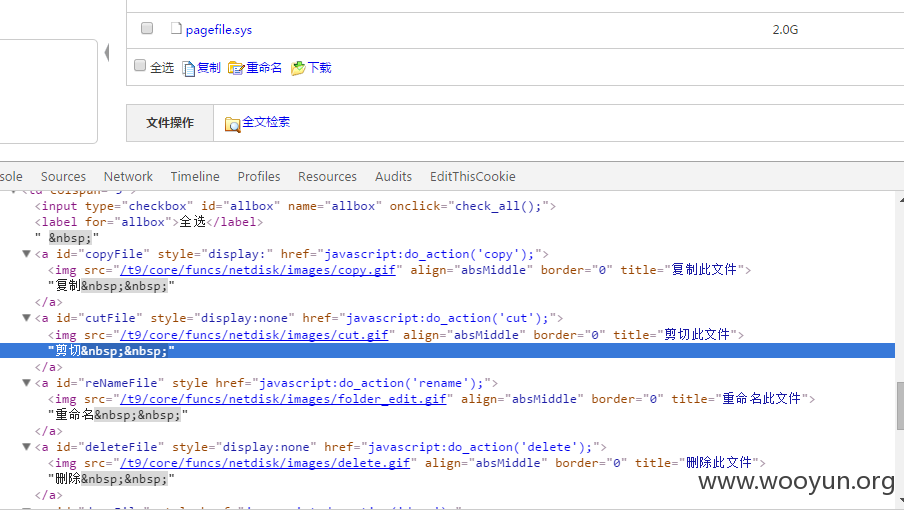 pagefile.sys 2.0G
全选 复制 重命名 下载
文件操作 全文检索
sole Sources Network Timeline Profiles Resources Audits EditThisCookie
<input type="checkbox" id="allbox" name="allbox" onclick="check_all();">
<label for="allbox">全选</label>
" &nbsp;"
▼<a id="copyFile" style="display:" href="javascript:do_action('copy');">
<img src="/t9/core/funcs/netdisk/images/copy.gif" align="absMiddle" border="0" title="复制此文件">
"复制&nbsp;&nbsp;"
</a>
▼<a id="cutFile" style="display:none" href="javascript:do_action('cut');">
<img src="/t9/core/funcs/netdisk/images/cut.gif" align="absMiddle" border="0" title="剪切此文件">
"剪切&nbsp;&nbsp;"
</a>
▼<a id="reNameFile" style href="javascript:do_action('rename');">
<img src="/t9/core/funcs/netdisk/images/folder_edit.gif" align="absMiddle" border="0" title="重命名此文件">
"重命名&nbsp;&nbsp;"
</a>
▼<a id="deleteFile" style="display:none" href="javascript:do_action('delete');">
<img src="/t9/core/funcs/netdisk/images/delete.gif" align="absMiddle" border="0" title="删除此文件">
"删除&nbsp;&nbsp;"
</a>
www.wooyun.org